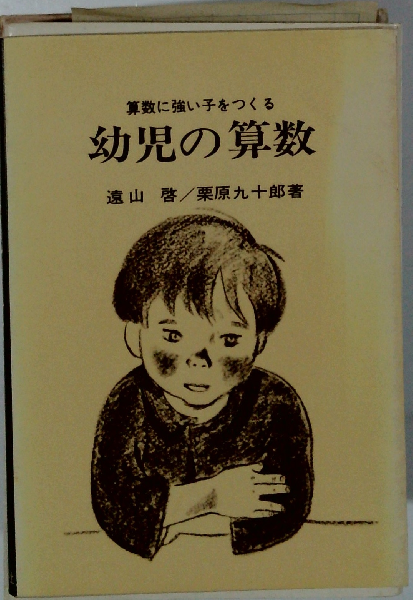 算数に強い子をつくる
幼児の算数
遠山 啓／栗原九十郎著